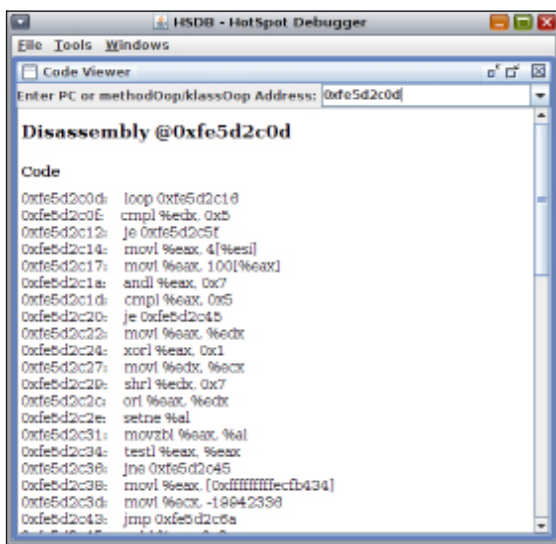 HSDB - HotSpot Debugger
File Tools Windows
Code Viewer
Enter PC or methodOop/klassOop Address: 0xfe5d2c0d
Disassembly @0xfe5d2c0d
Code
0xfe5d2c0d: loop 0xfe5d2c16
0xfe5d2c0f: cmpl %edx, 0x5
0xfe5d2c12: je 0xfe5d2c5f
0xfe5d2c14: movl %eax, 4[%esi]
0xfe5d2c17: movl %eax, 100[%eax]
0xfe5d2c1a: andl %eax, 0x7
0xfe5d2c1d: cmpl %eax, 0x5
0xfe5d2c20: je 0xfe5d2c45
0xfe5d2c22: movl %eax, %edx
0xfe5d2c24: xorl %eax, 0x1
0xfe5d2c27: movl %edx, %ecx
0xfe5d2c29: shrl %edx, 0x7
0xfe5d2c2c: orl %eax, %edx
0xfe5d2c2e: setne %al
0xfe5d2c31: movzbl %eax, %al
0xfe5d2c34: testl %eax, %eax
0xfe5d2c36: jne 0xfe5d2c45
0xfe5d2c38: movl %eax, [0xfffffffffecfb434]
0xfe5d2c3d: movl %ecx, -19942336
0xfe5d2c43: jmp 0xfe5d2c6a